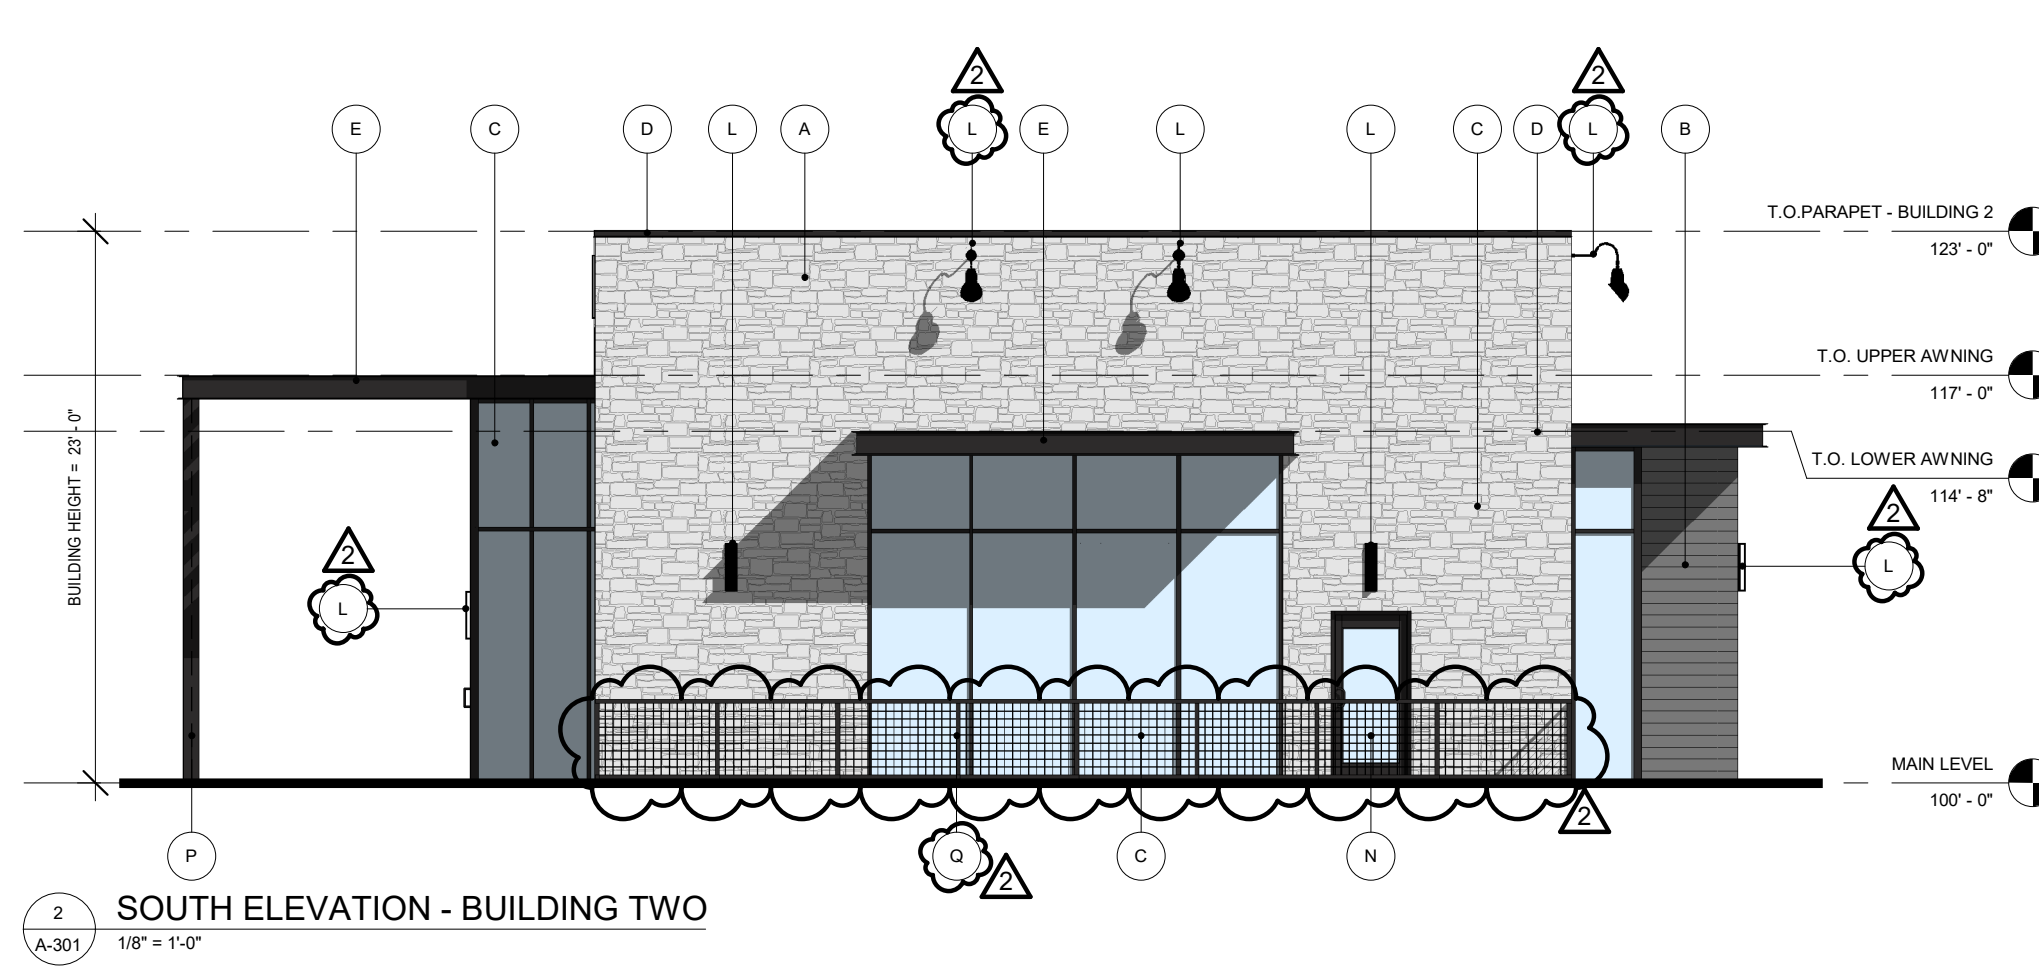 2
2
E
C
D
L
A
L
E
L
L
C
D
L
B
T.O.PARAPET - BUILDING 2
123' - 0"
T.O. UPPER AWNING
117' - 0"
T.O. LOWER AWNING
114' - 8"
BUILDING HEIGHT = 23' - 0"
2
2
L
L
MAIN LEVEL
100' - 0"
2
P
Q
2
C
N
2
A-301
SOUTH ELEVATION - BUILDING TWO
1/8" = 1'-0"